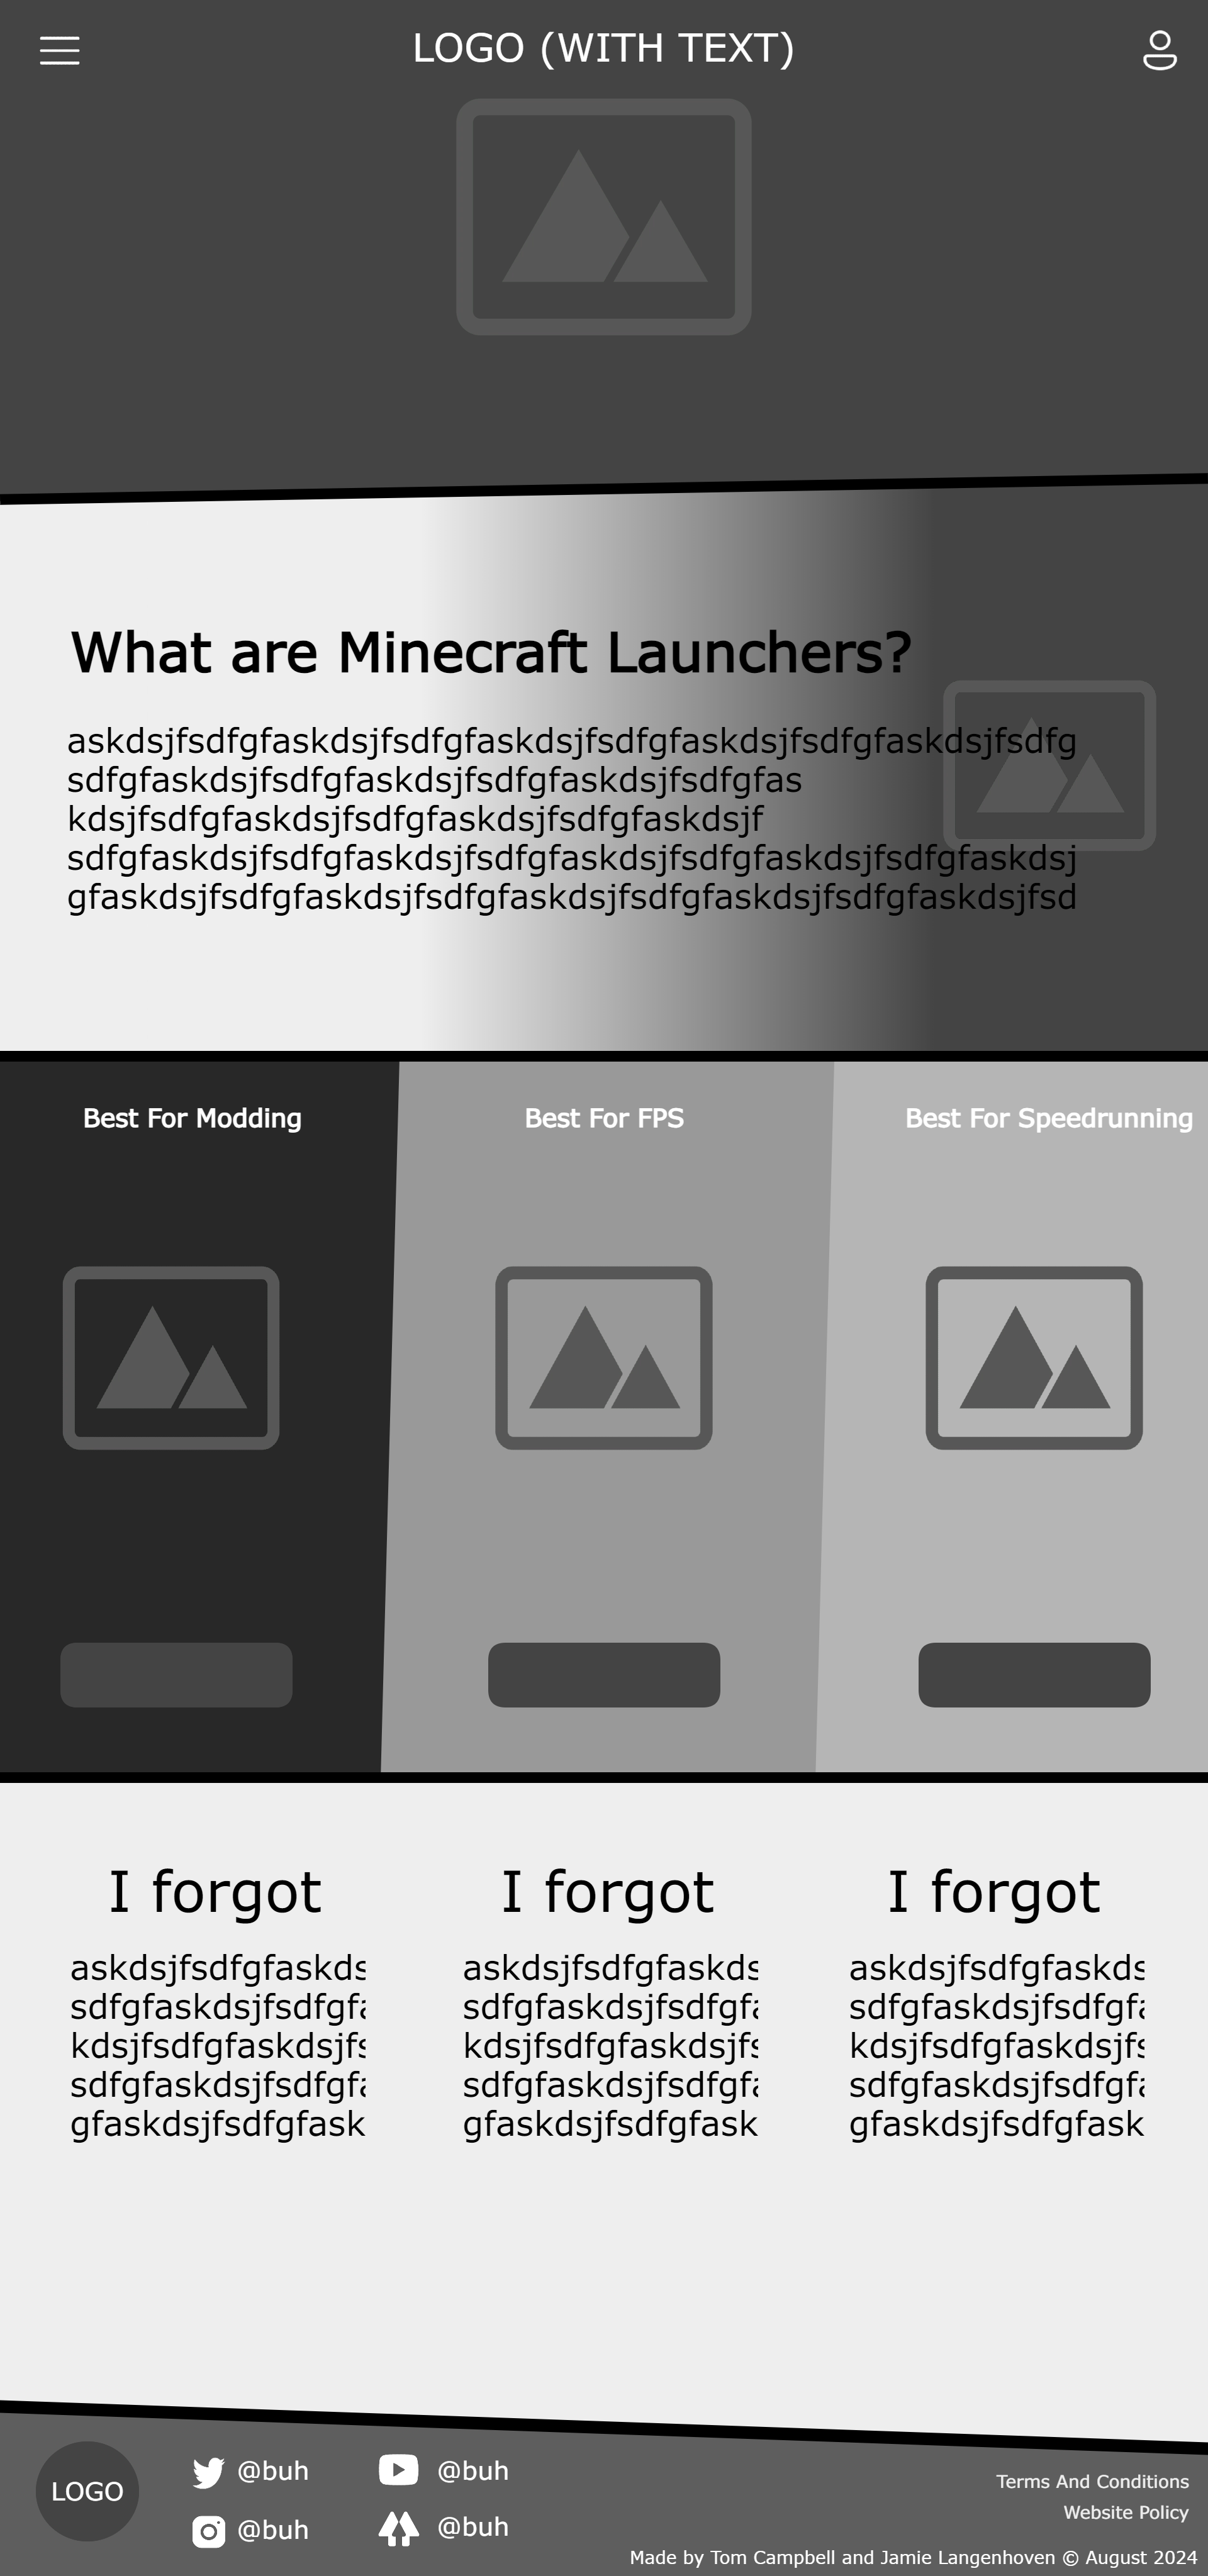 LOGO (WITH TEXT)
What are Minecraft Launchers?
askdsjfsdfgfaskdsjfsdfgfaskdsjfsdfgfaskdsjfsdfgfaskdsjfsdfg
sdfgfaskdsjfsdfgfaskdsjfsdfgfaskdsjfsdfgfas
kdsjfsdfgfaskdsjfsdfgfaskdsjfsdfgfaskdsjf
sdfgfaskdsjfsdfgfaskdsjfsdfgfaskdsjfsdfgfaskdsjfsdfgfaskdsj
gfaskdsjfsdfgfaskdsjfsdfgfaskdsjfsdfgfaskdsjfsdfgfaskdsjfsd
Best For Modding
Best For FPS
Best For Speedrunning
I forgot
askdsjfsdfgfaskds
sdfgfaskdsjfsdfgfa
kdsjfsdfgfaskdsjfs
sdfgfaskdsjfsdfgfa
gfaskdsjfsdfgfask
I forgot
askdsjfsdfgfaskds
sdfgfaskdsjfsdfgfa
kdsjfsdfgfaskdsjfs
sdfgfaskdsjfsdfgfa
gfaskdsjfsdfgfask
I forgot
askdsjfsdfgfaskds
sdfgfaskdsjfsdfgfa
kdsjfsdfgfaskdsjfs
sdfgfaskdsjfsdfgfa
gfaskdsjfsdfgfask
LOGO
@buh
@buh
@buh
@buh
Terms And Conditions
Website Policy
Made by Tom Campbell and Jamie Langenhoven © August 2024